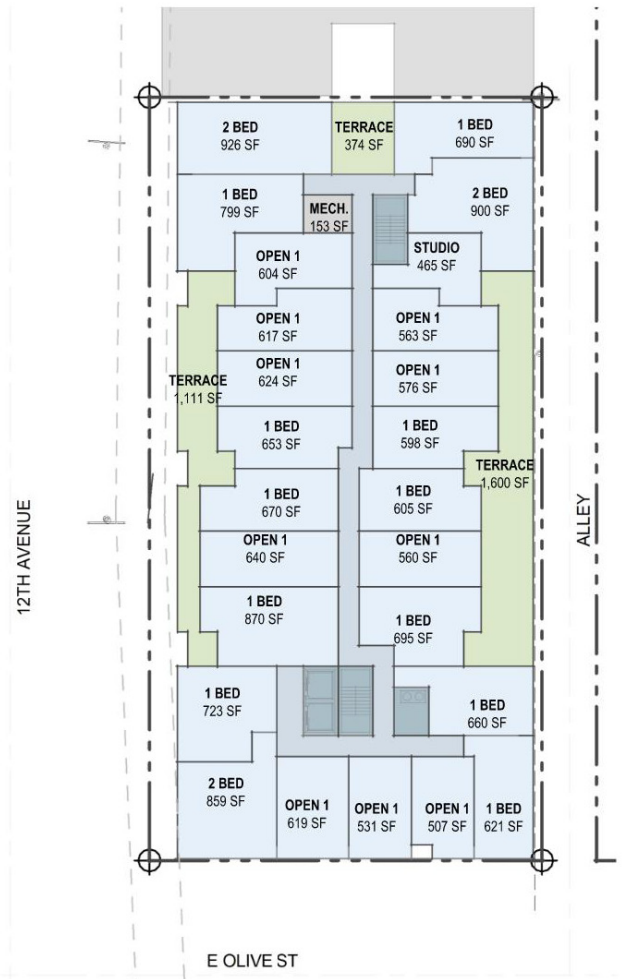 2 BED
926 SF
TERRACE
374 SF
1 BED
690 SF
1 BED
799 SF
MECH.
153 SF
2 BED
900 SF
OPEN 1
604 SF
STUDIO
465 SF
OPEN 1
617 SF
OPEN 1
563 SF
OPEN 1
624 SF
OPEN 1
576 SF
TERRACE
1,111 SF
1 BED
653 SF
1 BED
598 SF
TERRACE
1,600 SF
1 BED
670 SF
1 BED
605 SF
OPEN 1
640 SF
OPEN 1
560 SF
12TH AVENUE
ALLEY
1 BED
870 SF
1 BED
695 SF
1 BED
723 SF
1 BED
660 SF
2 BED
859 SF
OPEN 1
619 SF
OPEN 1
531 SF
OPEN 1
507 SF
1 BED
621 SF
E OLIVE ST